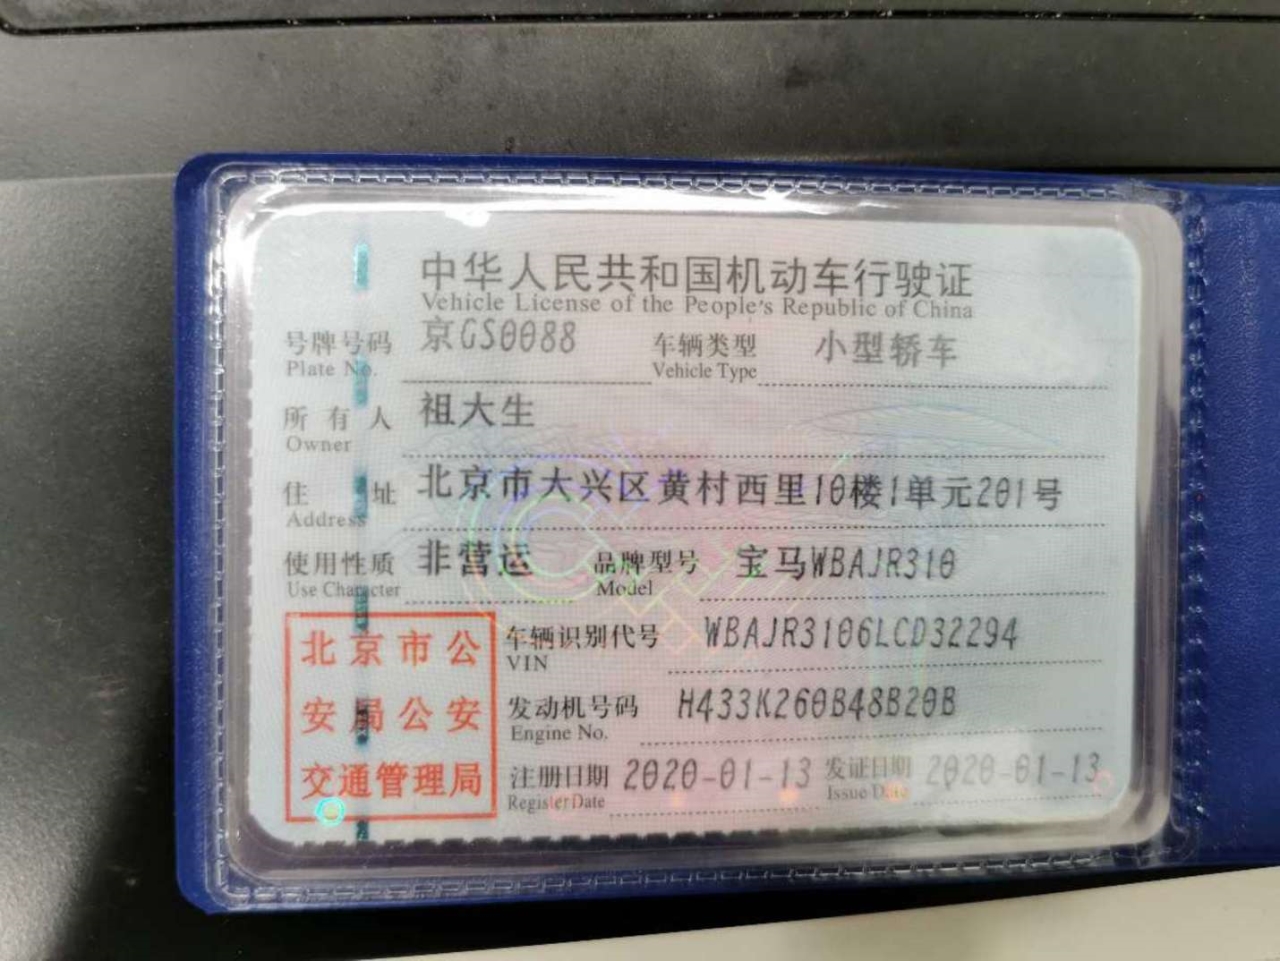 中华人民共和国机动车行驶证
Vehicle License of the People's Republic of China
号牌号码 京GS0088 车辆类型 小型轿车
Plate No. Vehicle Type
所有人 祖大生
Owner
住址 北京市大兴区黄村西里10楼1单元201号
Address
使用性质 非营运 品牌型号 宝马WBAJR310
Use Character Model
北京市公
安局公安
交通管理局
车辆识别代号 WBAJR3106LCD32294
VIN
发动机号码 H433K260B48B20B
Engine No.
注册日期 2020-01-13 发证日期 2020-01-13
Register Date Issue Date